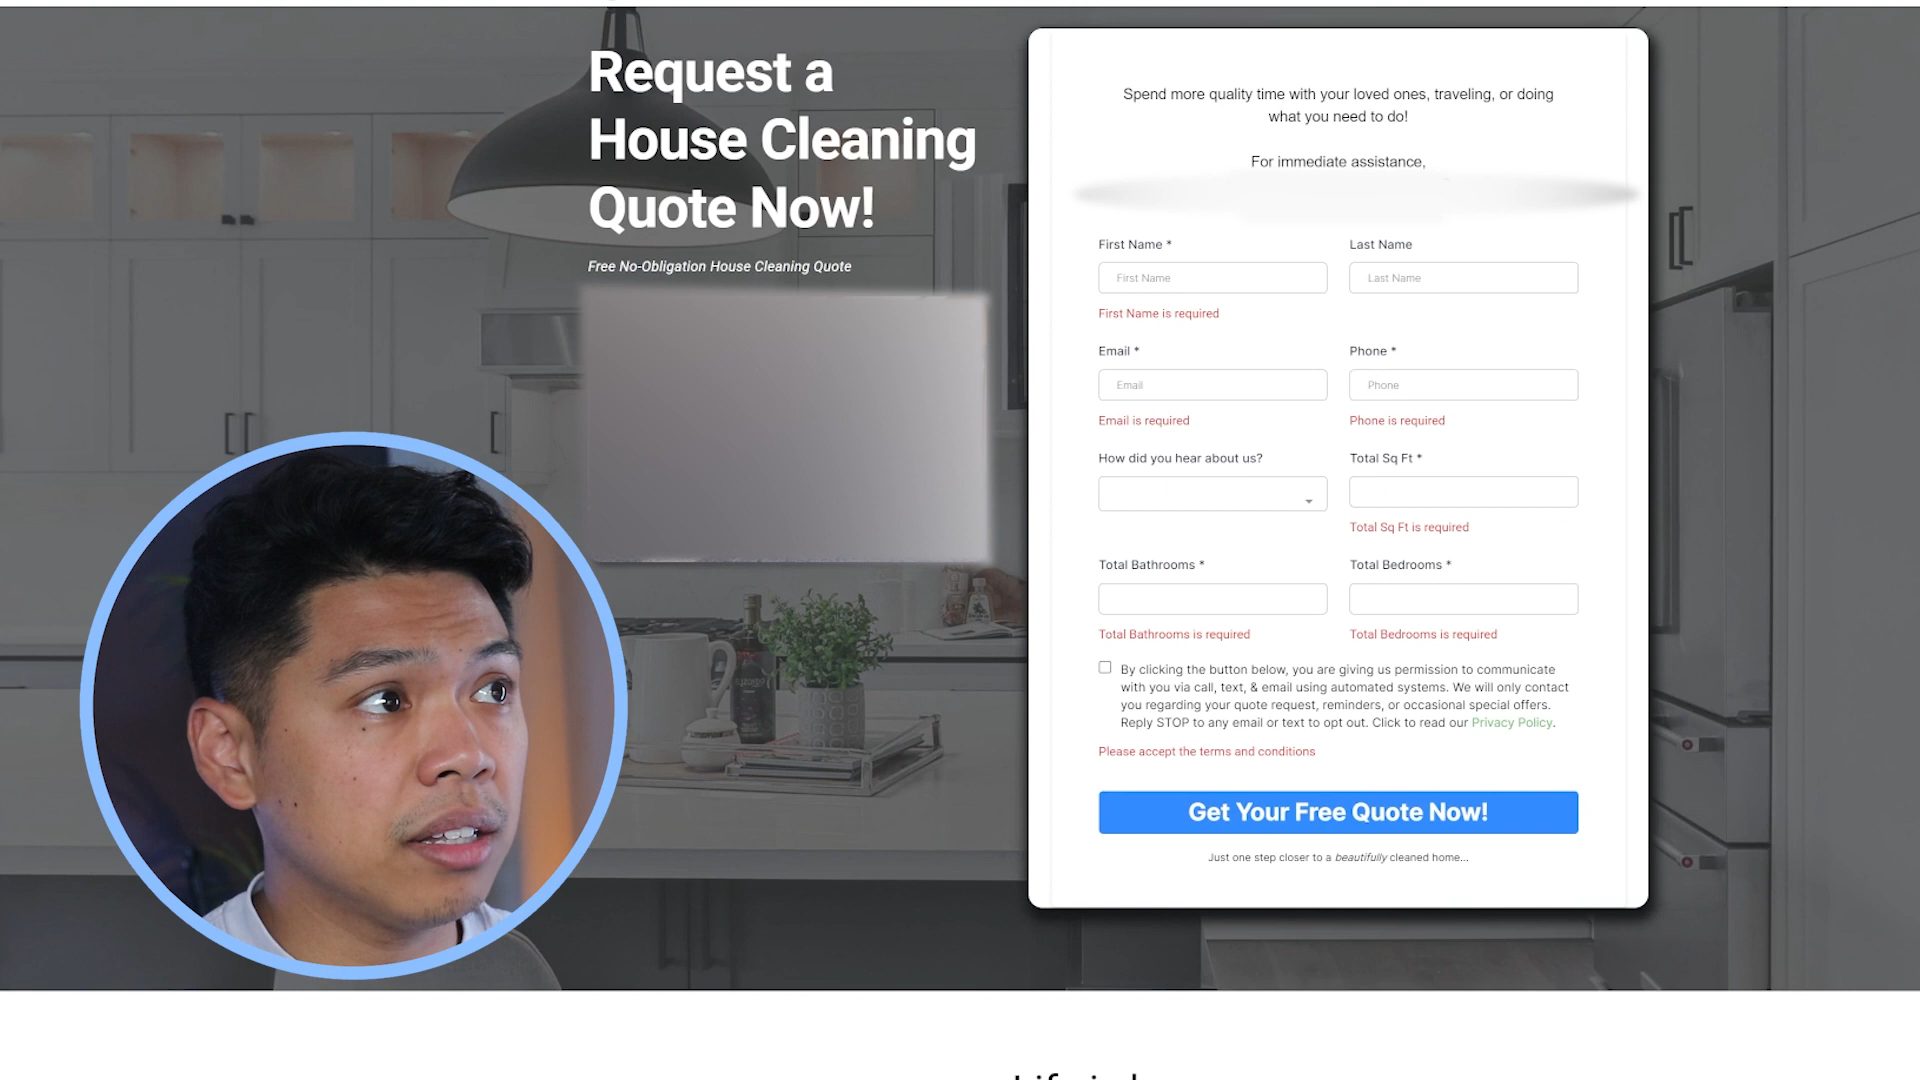 Request a
House Cleaning
Quote Now!
Free No-Obligation House Cleaning Quote
Spend more quality time with your loved ones, traveling, or doing
what you need to do!
For immediate assistance,
First Name *
Last Name
First Name
Last Name
First Name is required
Email *
Phone *
Email
Phone
Email is required
Phone is required
How did you hear about us?
Total Sq Ft *
Total Sq Ft is required
Total Bathrooms *
Total Bedrooms *
Total Bathrooms is required
Total Bedrooms is required
By clicking the button below, you are giving us permission to communicate
with you via call, text, & email using automated systems. We will only contact
you regarding your quote request, reminders, or occasional special offers.
Reply STOP to any email or text to opt out. Click to read our Privacy Policy.
Please accept the terms and conditions
Get Your Free Quote Now!
Just one step closer to a beautifully cleaned home...